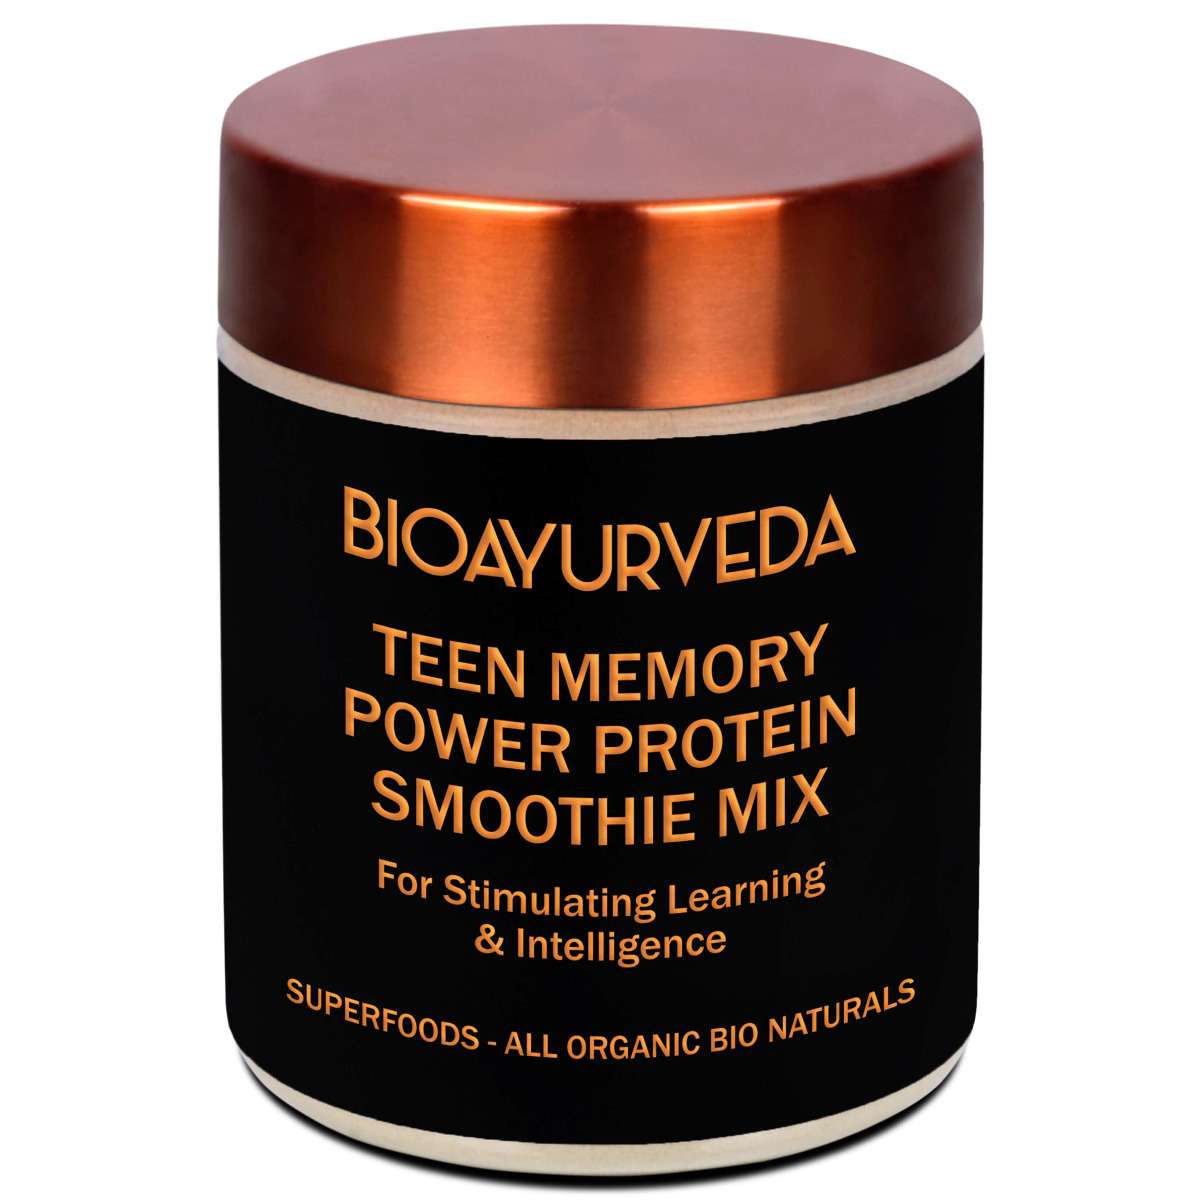 BIOAYURVEDA
TEEN MEMORY
POWER PROTEIN
SMOOTHIE MIX
For Stimulating Learning
& Intelligence
SUPERFOODS - ALL ORGANIC BIO NATURALS